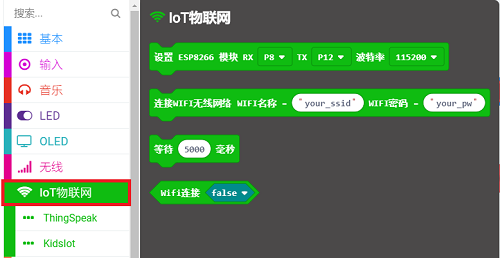 搜索...
基本
输入
音乐
LED
OLED
无线
IoT物联网
ThingSpeak
KidsIot
IoT物联网
设置 ESP8266 模块 RX P8 TX P12 波特率 115200
连接WIFI无线网络 WIFI名称 = "your_ssid" WIFI密码 = "your_pw"
等待 5000 毫秒
Wifi连接 false